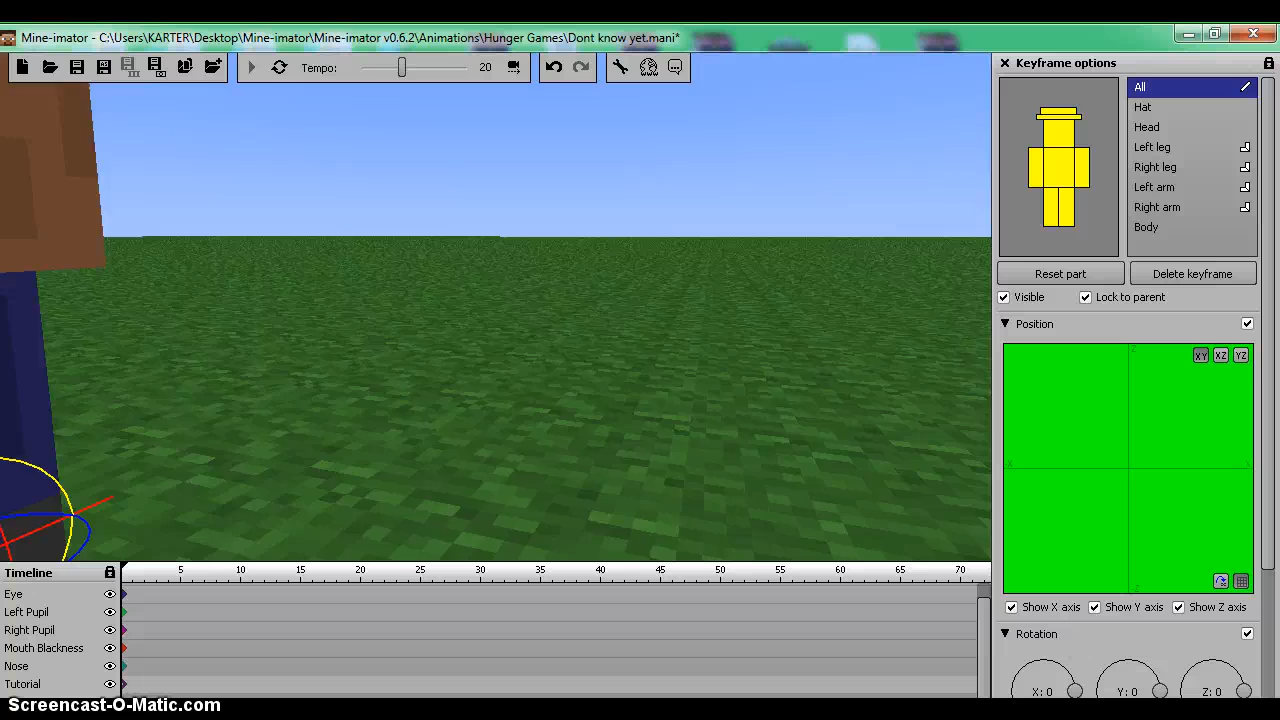 Mine-imator - C:\Users\KARTER\Desktop\Mine-imator\Mine-imator v0.6.2\Animations\Hunger Games\Dont know yet.mani*
Tempo: 20
Keyframe options
All
Hat
Head
Left leg
Right leg
Left arm
Right arm
Body
Reset part Delete keyframe
Visible Lock to parent
Position
XY XZ YZ
Z
-X X
-Z
Show X axis Show Y axis Show Z axis
Rotation
X: 0 Y: 0 Z: 0
Timeline 5 10 15 20 25 30 35 40 45 50 55 60 65 70
Eye
Left Pupil
Right Pupil
Mouth Blackness
Nose
Tutorial
Screencast-O-Matic.com